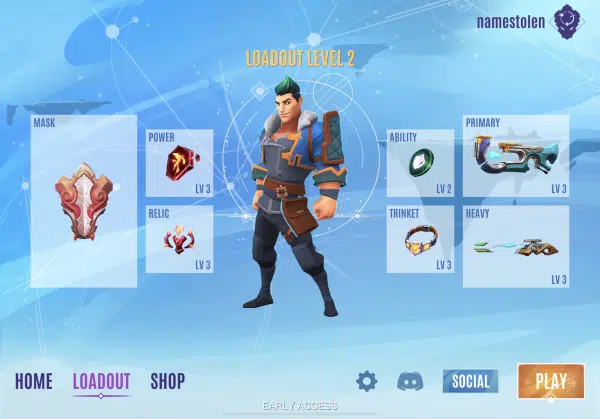 namestolen
LOADOUT LEVEL 2
MASK
POWER
LV 3
RELIC
LV 3
ABILITY
LV 2
TRINKET
LV 3
PRIMARY
LV 3
HEAVY
LV 3
HOME LOADOUT SHOP
SOCIAL
PLAY
EARLY ACCESS